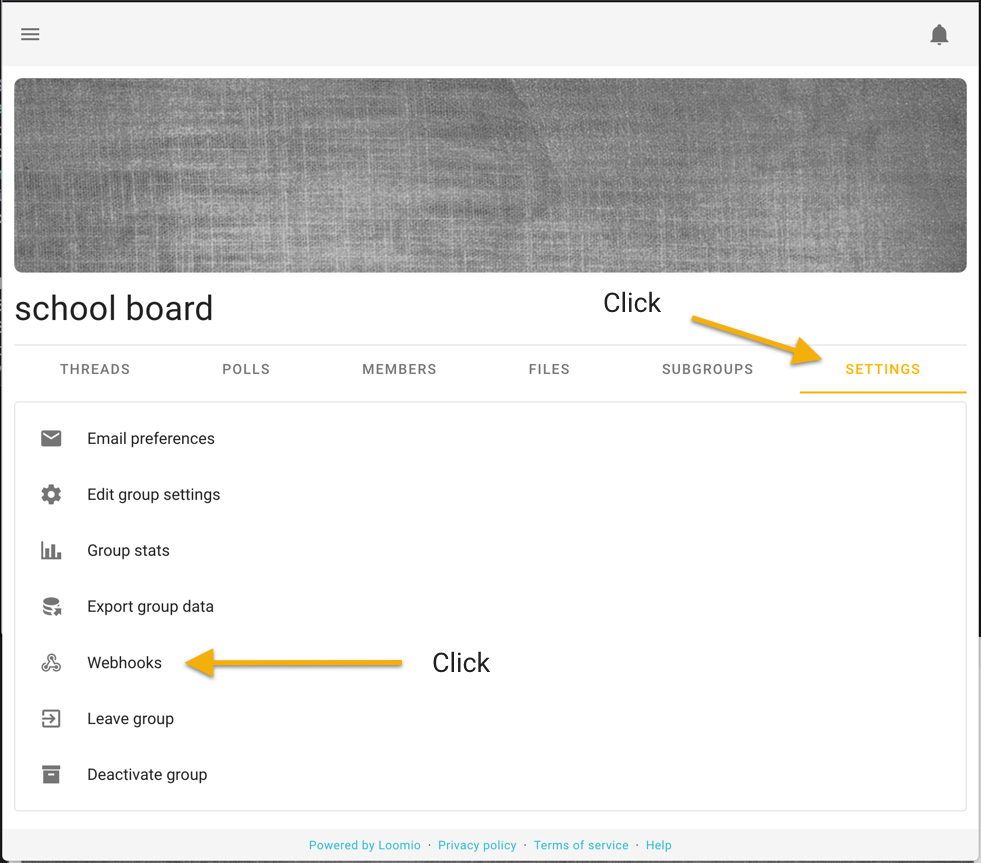 school board
Click
THREADS POLLS MEMBERS FILES SUBGROUPS SETTINGS
Email preferences
Edit group settings
Group stats
Export group data
Webhooks Click
Leave group
Deactivate group
Powered by Loomio · Privacy policy · Terms of service · Help